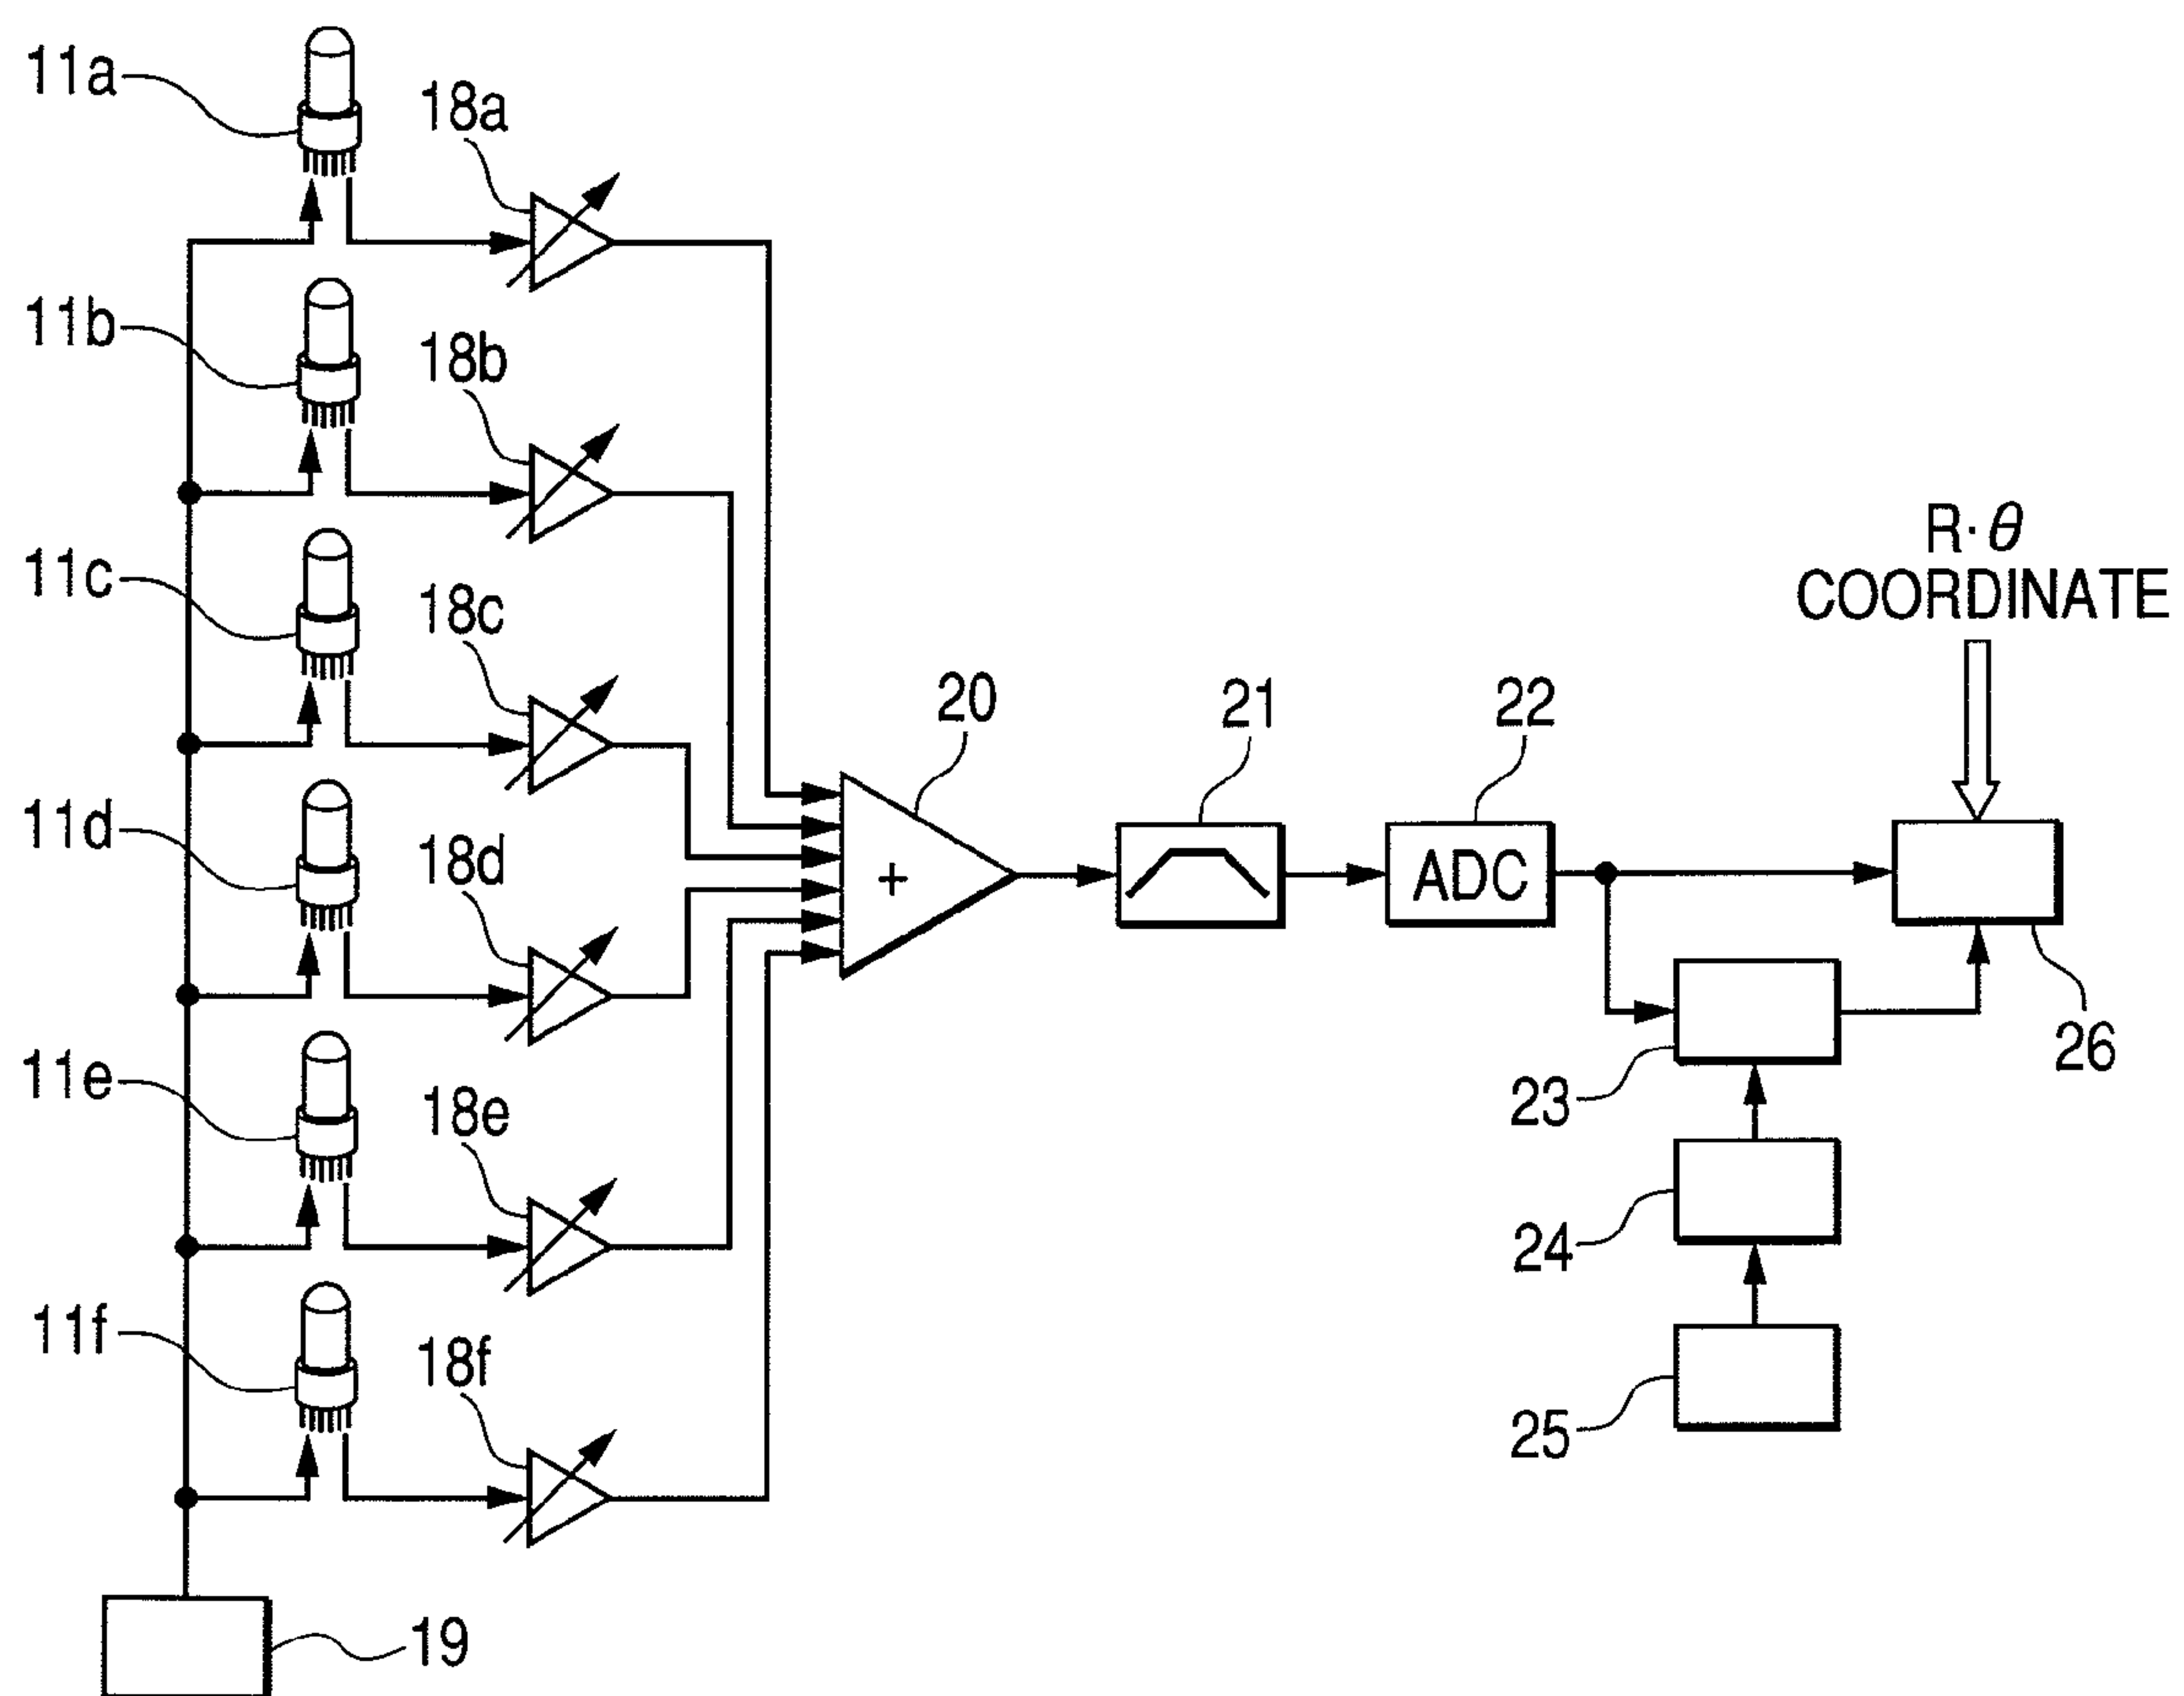 11a
18a
11b
18b
11c
18c
11d
18d
11e
18e
11f
18f
19
20
+
21
22
ADC
R·θ
COORDINATE
23
24
25
26